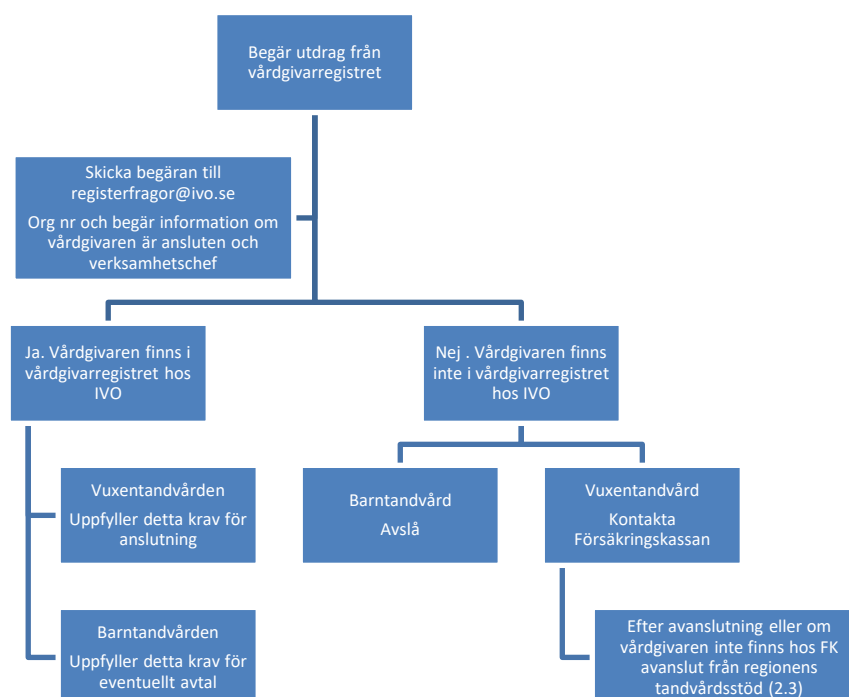 Begär utdrag från
vårdgivarregistret
Skicka begäran till
registerfragor@ivo.se
Org nr och begär information om
vårdgivaren är ansluten och
verksamhetschef
Ja. Vårdgivaren finns i
vårdgivarregistret hos
IVO
Nej . Vårdgivaren finns
inte i vårdgivarregistret
hos IVO
Vuxentandvården
Uppfyller detta krav för
anslutning
Barntandvården
Uppfyller detta krav för
eventuellt avtal
Barntandvård
Avslå
Vuxentandvård
Kontakta
Försäkringskassan
Efter avanslutning eller om
vårdgivaren inte finns hos FK
avanslut från regionens
tandvårdsstöd (2.3)